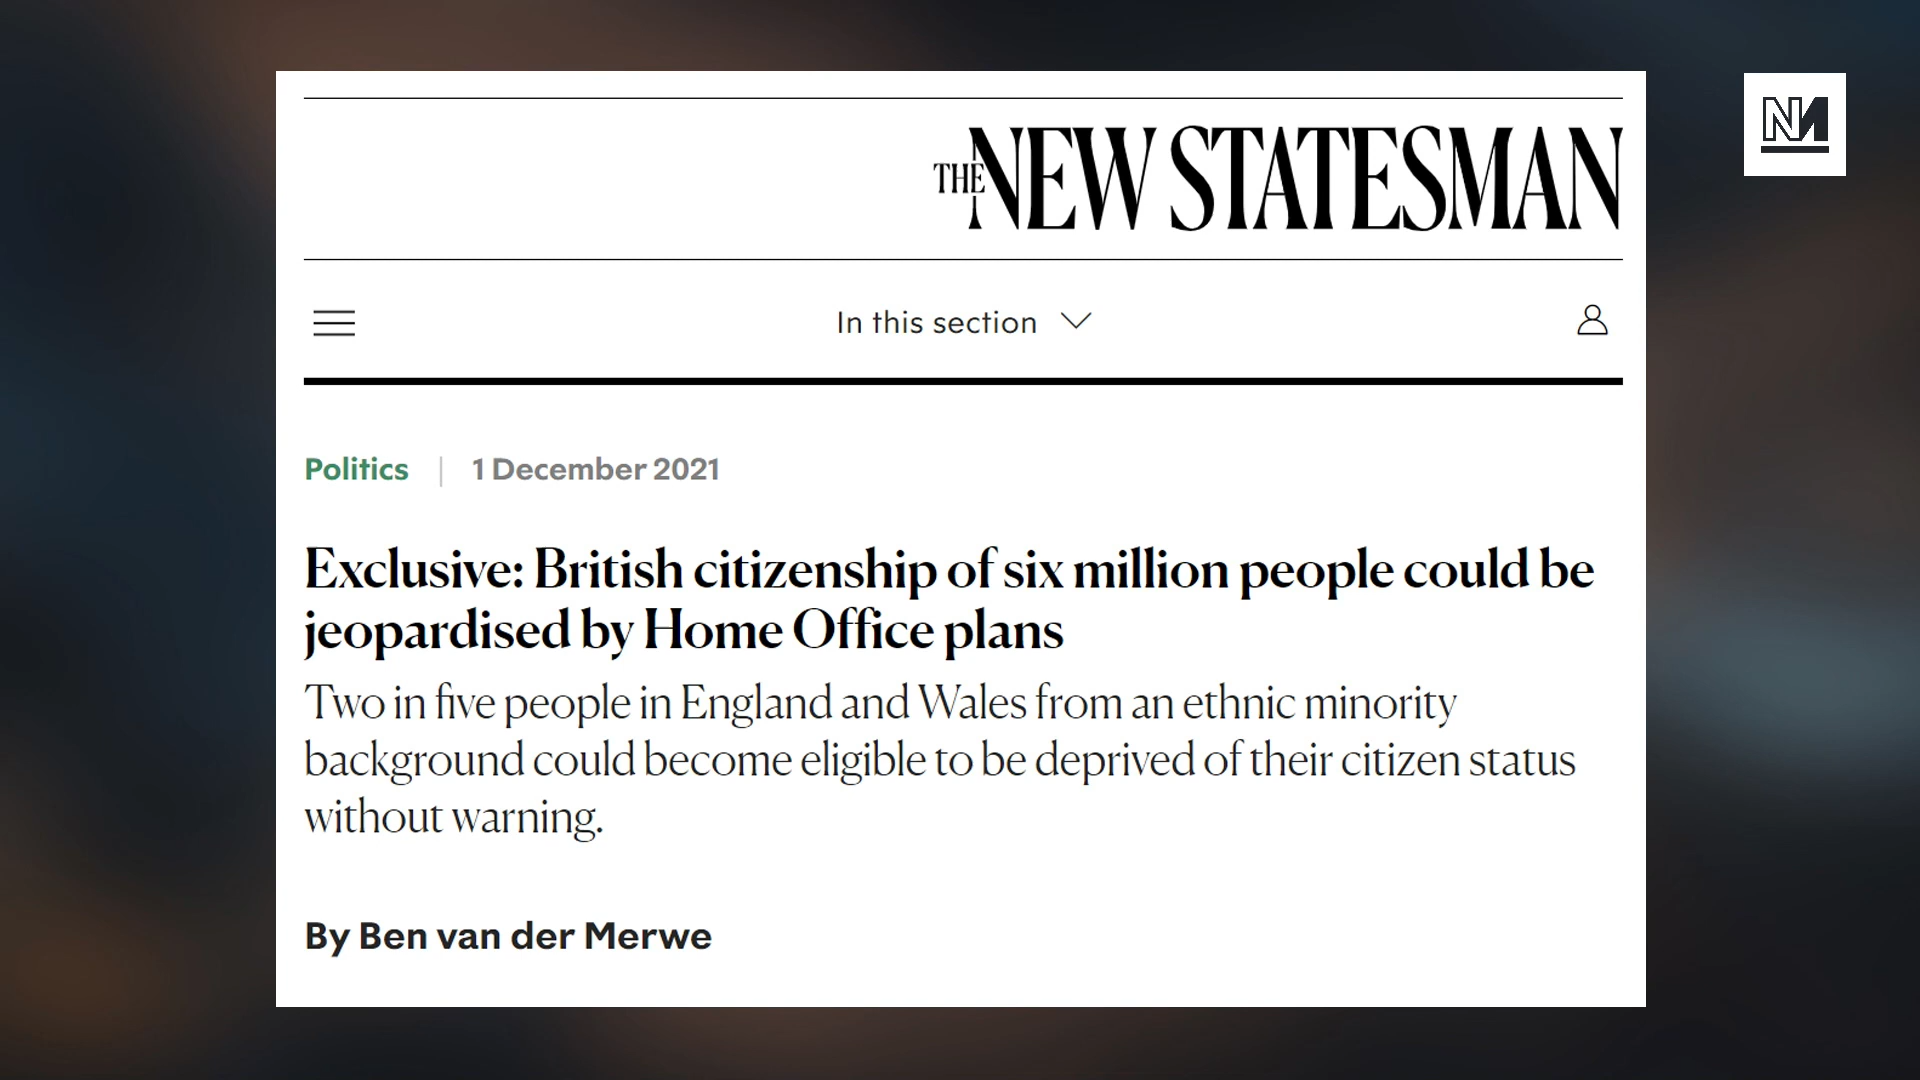 THE NEW STATESMAN
NM
In this section
Politics | 1 December 2021
Exclusive: British citizenship of six million people could be
jeopardised by Home Office plans
Two in five people in England and Wales from an ethnic minority
background could become eligible to be deprived of their citizen status
without warning.
By Ben van der Merwe